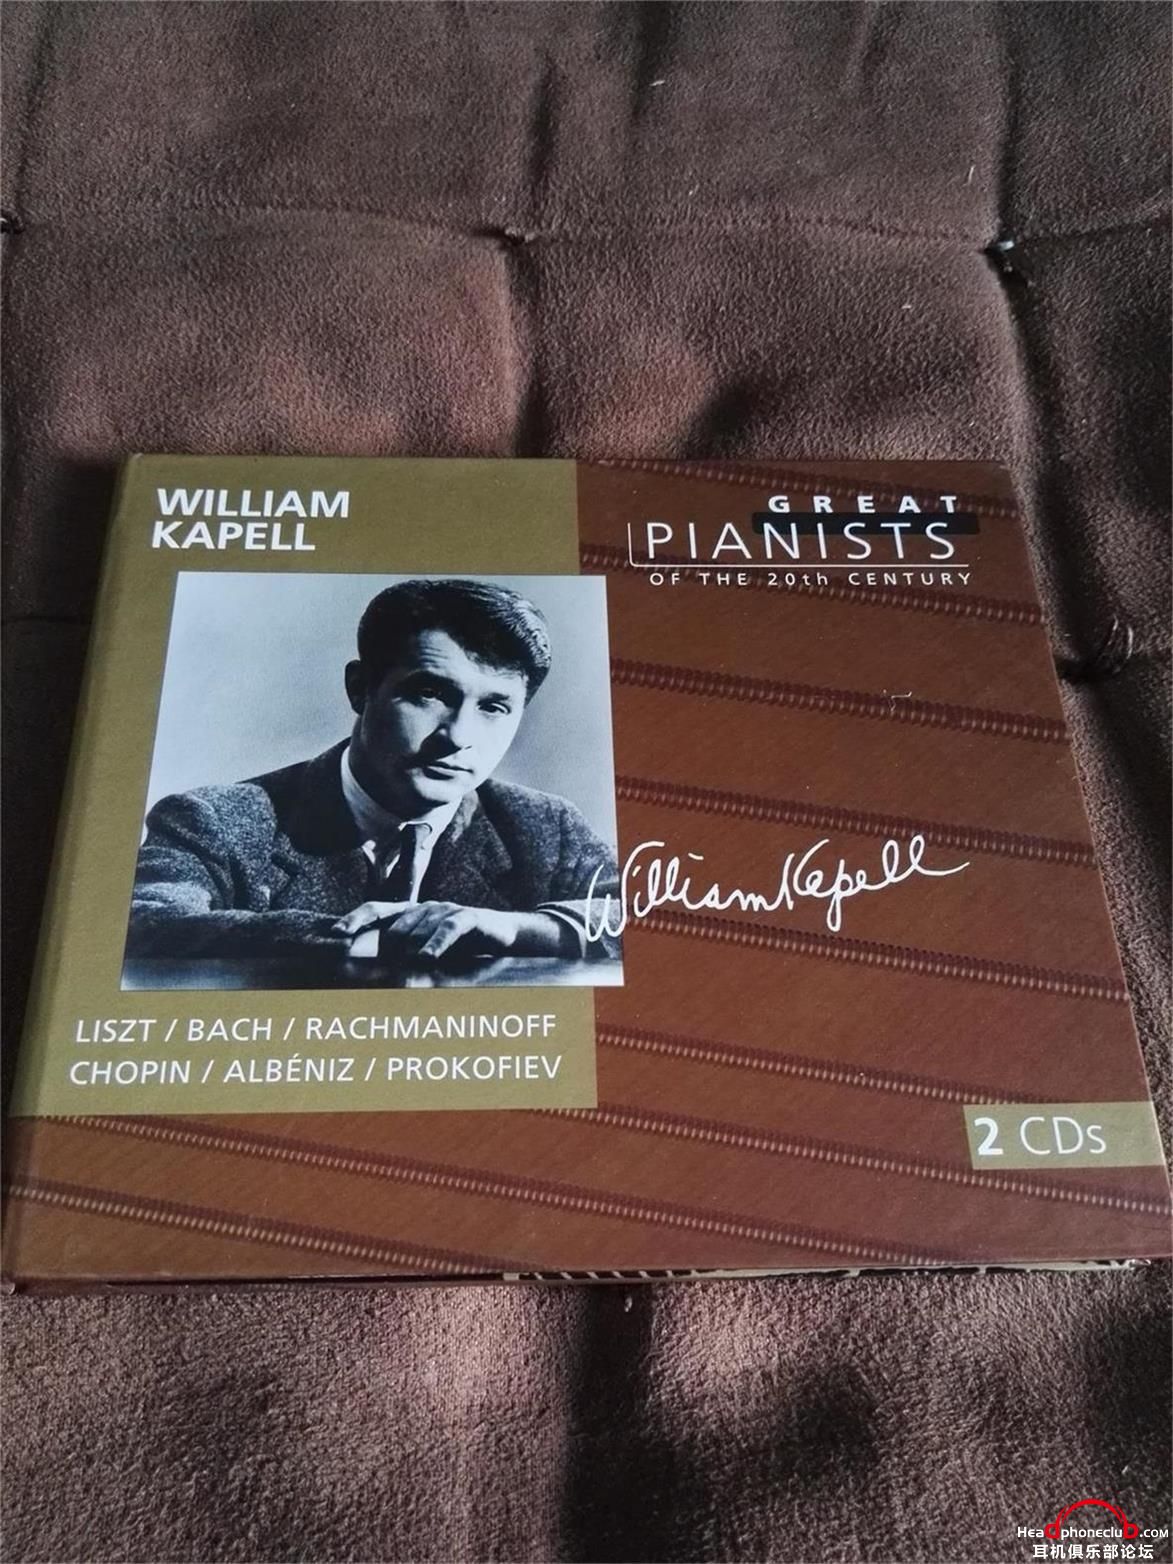 WILLIAM
KAPELL
GREAT
PIANISTS
OF THE 20th CENTURY
William Kapell
LISZT / BACH / RACHMANINOFF
CHOPIN / ALBÉNIZ / PROKOFIEV
2 CDs
Headphoneclub.com
耳机俱乐部论坛